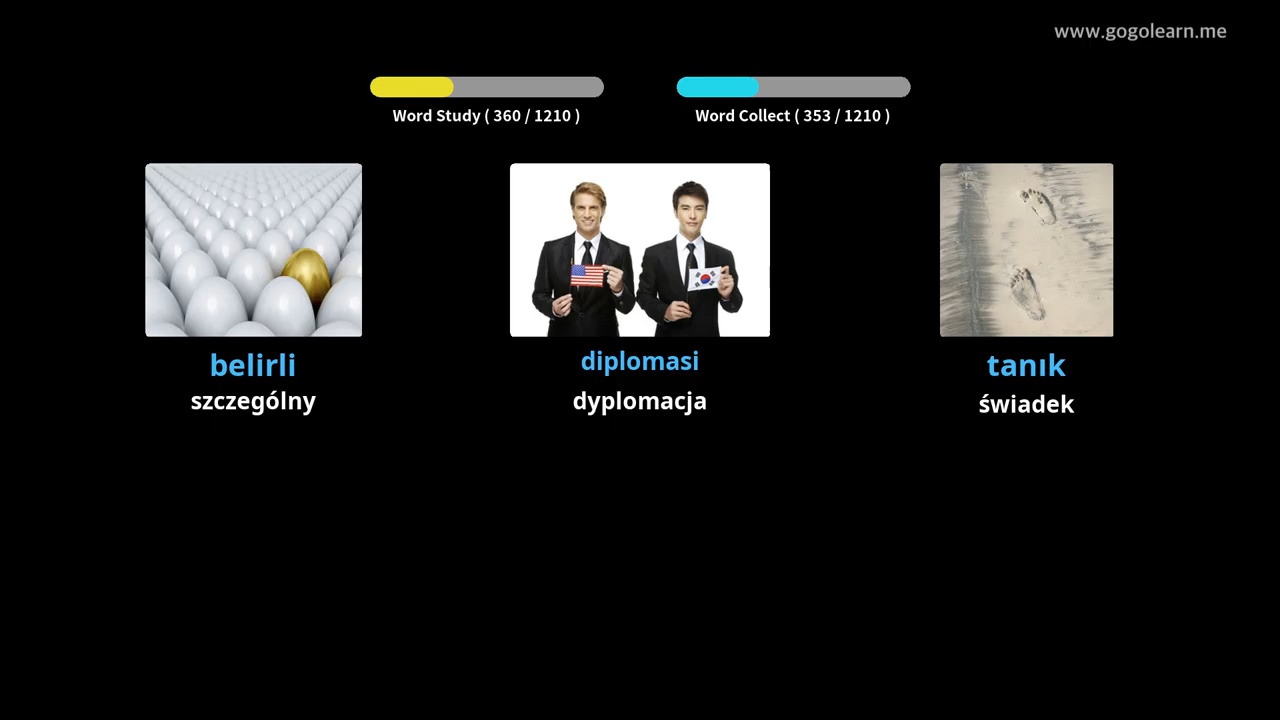 www.gogolearn.me
Word Study ( 360 / 1210 )
Word Collect ( 353 / 1210 )
belirli
szczególny
diplomasi
dyplomacja
tanık
świadek